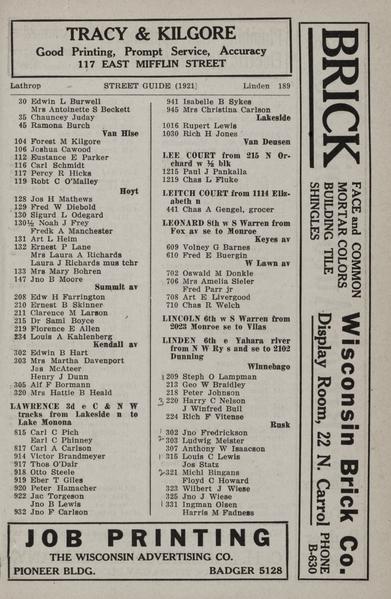 TRACY & KILGORE
Good Printing, Prompt Service, Accuracy
117 EAST MIFFLIN STREET
Lathrop STREET GUIDE (1921) Linden 189
30 Edwin L Burwell
Mrs Antoinette S Beckett
35 Chauncey Juday
45 Ramona Burch
Van Hise
104 Forest M Kilgore
106 Joshua Cawood
112 Eustance E Parker
116 Carl Schmidt
117 Percy R Hicks
119 Robt C O'Malley
Hoyt
128 Jos H Mathews
129 Fred W Diebold
130 Sigurd L Odegard
130½ Noah J Frey
Fredk A Manchester
131 Art L Heim
132 Ernest P Lane
Mrs Laura A Richards
Laura J Richards mus tchr
133 Mrs Mary Bohren
147 Jno B Moore
Summit av
208 Edw H Farrington
210 Ernest B Skinner
211 Clarence M Larson
215 Dr Sami Boyce
219 Florence E Allen
234 Louis A Kahlenberg
Kendall av
302 Edwin B Hart
303 Mrs Martha Davenport
Jos McAteer
Henry J Dunn
305 Alf F Bormann
320 Mrs Hattie B Heald
LAWRENCE 3d e C & N W
tracks from Lakeside n to
Lake Monona
815 Carl C Pich
Earl C Phinney
817 Carl A Carlson
914 Victor Brandmeyer
917 Thos O'Dair
918 Otto Steele
919 Eber T Giles
920 Peter Hamacher
922 Jac Torgeson
Jno B Lewis
932 Jno F Carlson
941 Isabelle B Sykes
945 Mrs Christina Carlson
Lakeside
1016 Rupert Lewis
1030 Rich H Jones
Van Deusen
LEE COURT from 215 N Orchard w ½ blk
1215 Paul J Pankalla
1219 Chas L Fluke
LEITCH COURT from 1114 Elizabeth n
441 Chas A Gengel, grocer
LEONARD 8th w S Warren from
Fox av se to Monroe
Keyes av
609 Volney G Barnes
610 Fred E Buergin
W Lawn av
702 Oswald M Donkle
706 Mrs Amelia Sieler
Fred Parr jr
708 Art E Livergood
710 Chas R Welch
LINCOLN 6th w S Warren from
2023 Monroe se to Vilas
LINDEN 6th e Yahara river
from N W Ry s and se to 2102
Dunning
Winnebago
209 Steph O Lampman
213 Geo W Braidley
218 Peter Johnson
220 Harry C Nelson
J Winfred Bull
224 Rich F Vitense
Rusk
302 Jno Fredrickson
303 Ludwig Meister
307 Anthony W Isaacson
315 Louis C Lewis
Jos Statz
321 Michl Bingans
Floyd C Howard
323 Wilbert J Wiese
325 Jno J Wiese
331 Ingman Olsen
Harris M Fadness
BRICK
FACE and COMMON
MORTAR COLORS
BUILDING TILE
SHINGLES
Wisconsin Brick Co.
Display Room, 22 N. Carrol
PHONE
B-630
JOB PRINTING
THE WISCONSIN ADVERTISING CO.
PIONEER BLDG. BADGER 5128